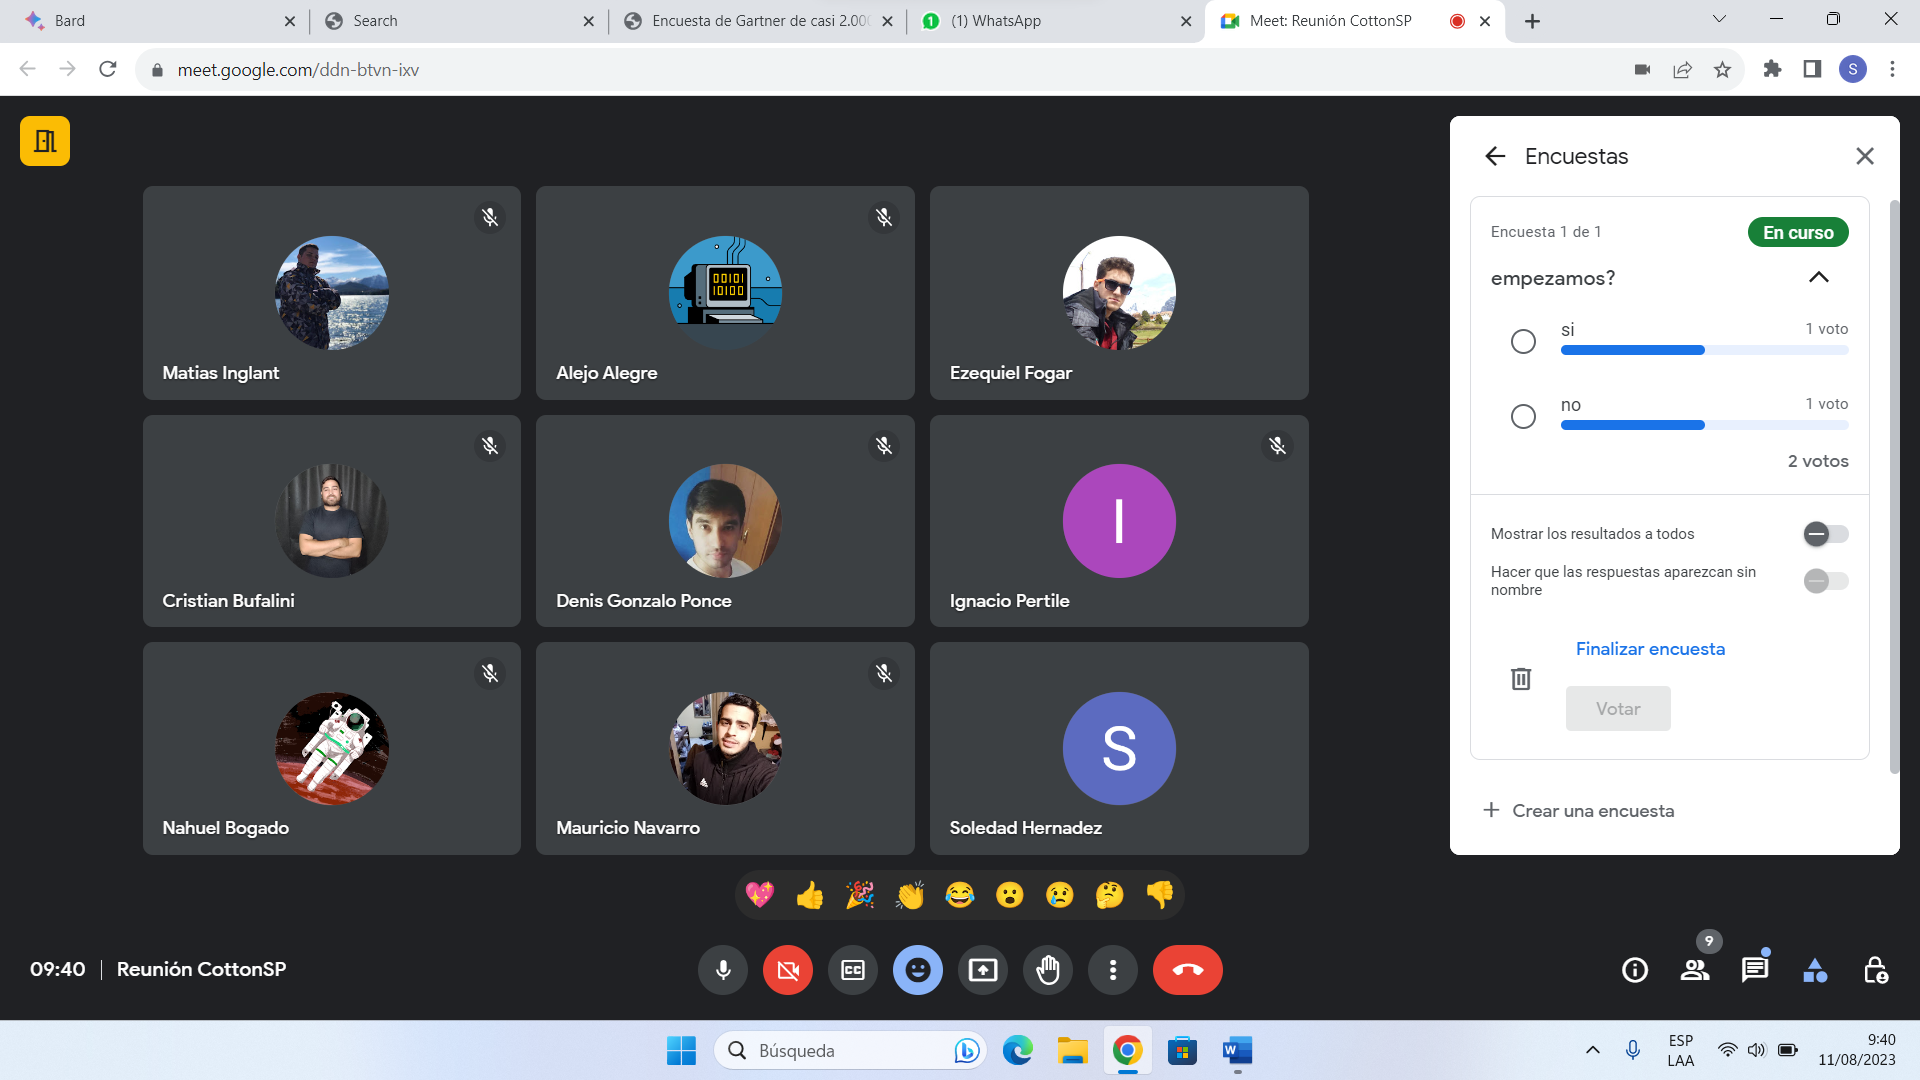 Bard
Search
Encuesta de Gartner de casi 2.00
(1) WhatsApp
Meet: Reunión CottonSP
meet.google.com/ddn-btvn-ixv
S
Encuestas
Encuesta 1 de 1
En curso
empezamos?
si
1 voto
no
1 voto
2 votos
Mostrar los resultados a todos
Hacer que las respuestas aparezcan sin
nombre
Finalizar encuesta
Votar
Crear una encuesta
Matias Inglant
00101
10100
Alejo Alegre
Ezequiel Fogar
Cristian Bufalini
Denis Gonzalo Ponce
I
Ignacio Pertile
Nahuel Bogado
Mauricio Navarro
S
Soledad Hernadez
09:40
Reunión CottonSP
CC
9
Búsqueda
W
ESP
LAA
9:40
11/08/2023